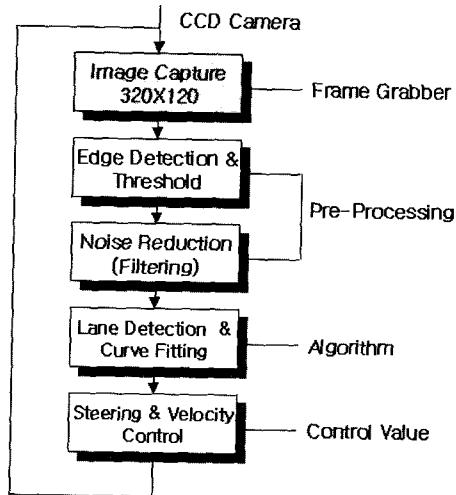 CCD Camera
Image Capture
320X120
Frame Grabber
Edge Detection &
Threshold
Pre-Processing
Noise Reduction
(Filtering)
Lane Detection &
Curve Fitting
Algorithm
Steering & Velocity
Control
Control Value